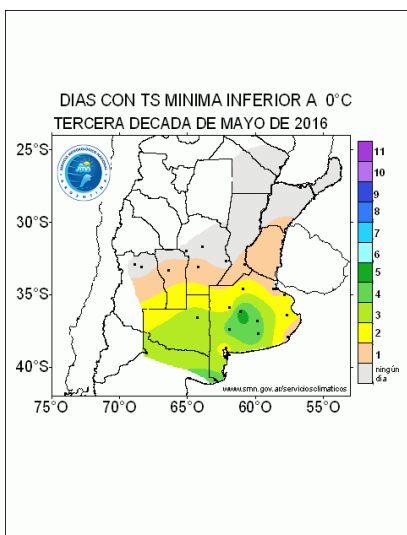 DIAS CON TS MINIMA INFERIOR A 0°C
TERCERA DECADA DE MAYO DE 2016
25°S
30°S
35°S
40°S
75°O 70°O 65°O 60°O 55°O
11
10
9
8
7
6
5
4
3
2
1
ningún
dia
www.smn.gov.ar/serviciosclimaticos